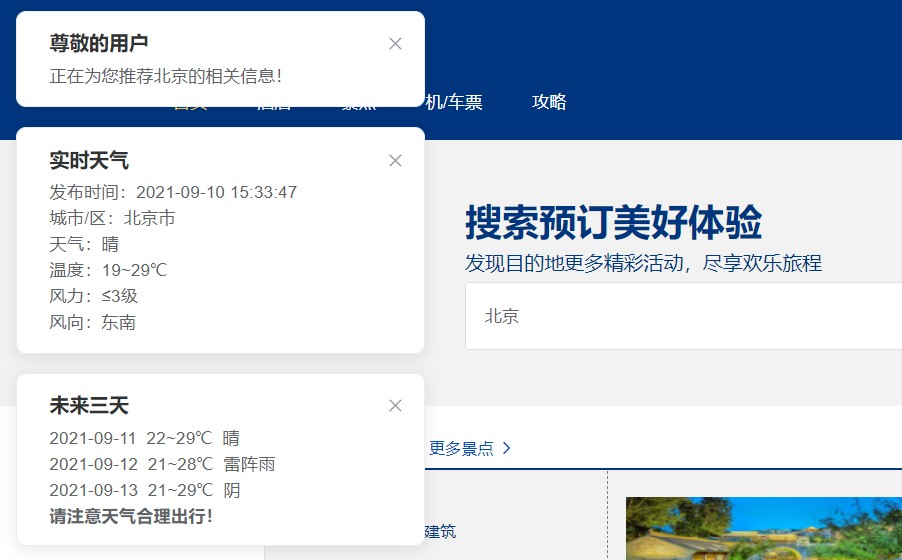 尊敬的用户
正在为您推荐北京的相关信息！
机/车票
攻略
实时天气
发布时间：2021-09-10 15:33:47
城市/区：北京市
天气：晴
温度：19~29℃
风力：≤3级
风向：东南
搜索预订美好体验
发现目的地更多精彩活动，尽享欢乐旅程
北京
未来三天
2021-09-11 22~29℃ 晴
2021-09-12 21~28℃ 雷阵雨
2021-09-13 21~29℃ 阴
请注意天气合理出行！
更多景点
建筑